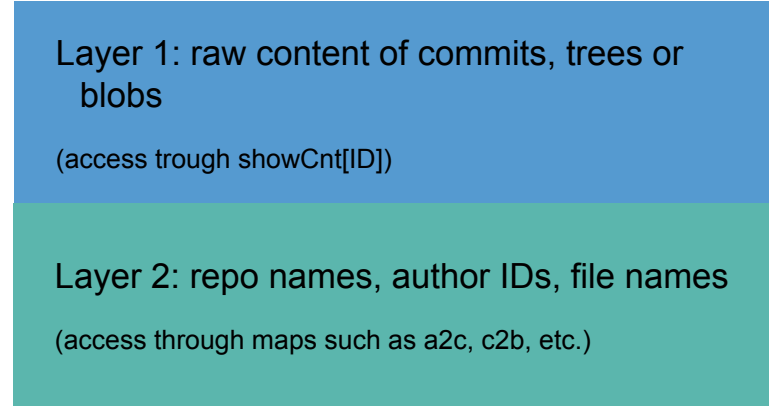 Layer 1: raw content of commits, trees or
blobs
(access trough showCnt[ID])
Layer 2: repo names, author IDs, file names
(access through maps such as a2c, c2b, etc.)